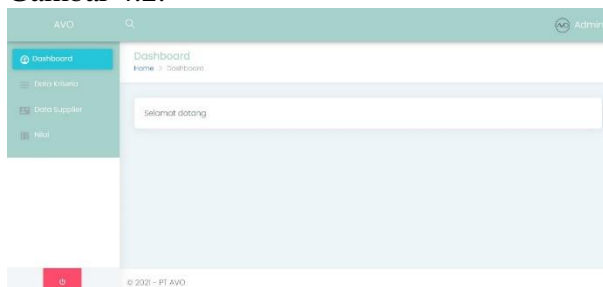 Gambar 4.2.
AVO
Admin
Dashboard
Dashboard
Home > Dashboard
Data Kriteria
Data Supplier
Selamat datang
Nilai
© 2021 - PT AVO